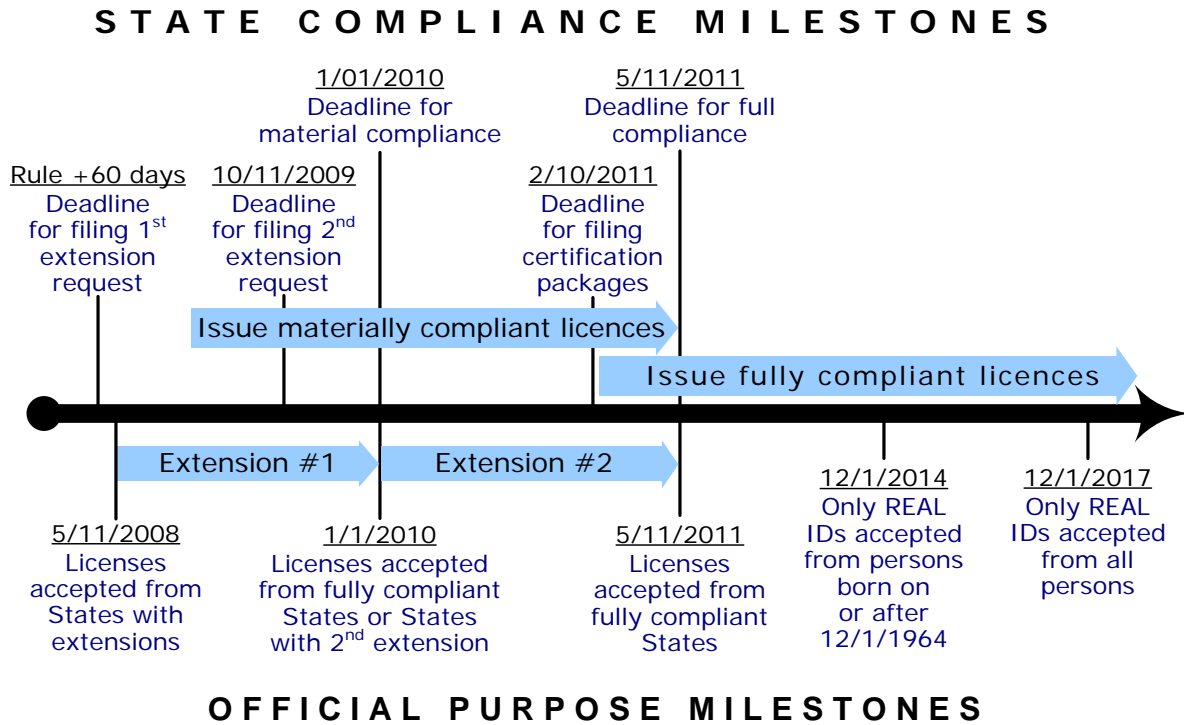 STATE COMPLIANCE MILESTONES
1/01/2010
Deadline for
material compliance
5/11/2011
Deadline for full
compliance
Rule +60 days
Deadline
for filing 1st
extension
request
10/11/2009
Deadline
for filing 2nd
extension
request
2/10/2011
Deadline
for filing
certification
packages
Issue materially compliant licences
Issue fully compliant licences
Extension #1
Extension #2
5/11/2008
Licenses
accepted from
States with
extensions
1/1/2010
Licenses accepted
from fully compliant
States or States
with 2nd extension
5/11/2011
Licenses
accepted from
fully compliant
States
12/1/2014
Only REAL
IDs accepted
from persons
born on
or after
12/1/1964
12/1/2017
Only REAL
IDs accepted
from all
persons
OFFICIAL PURPOSE MILESTONES